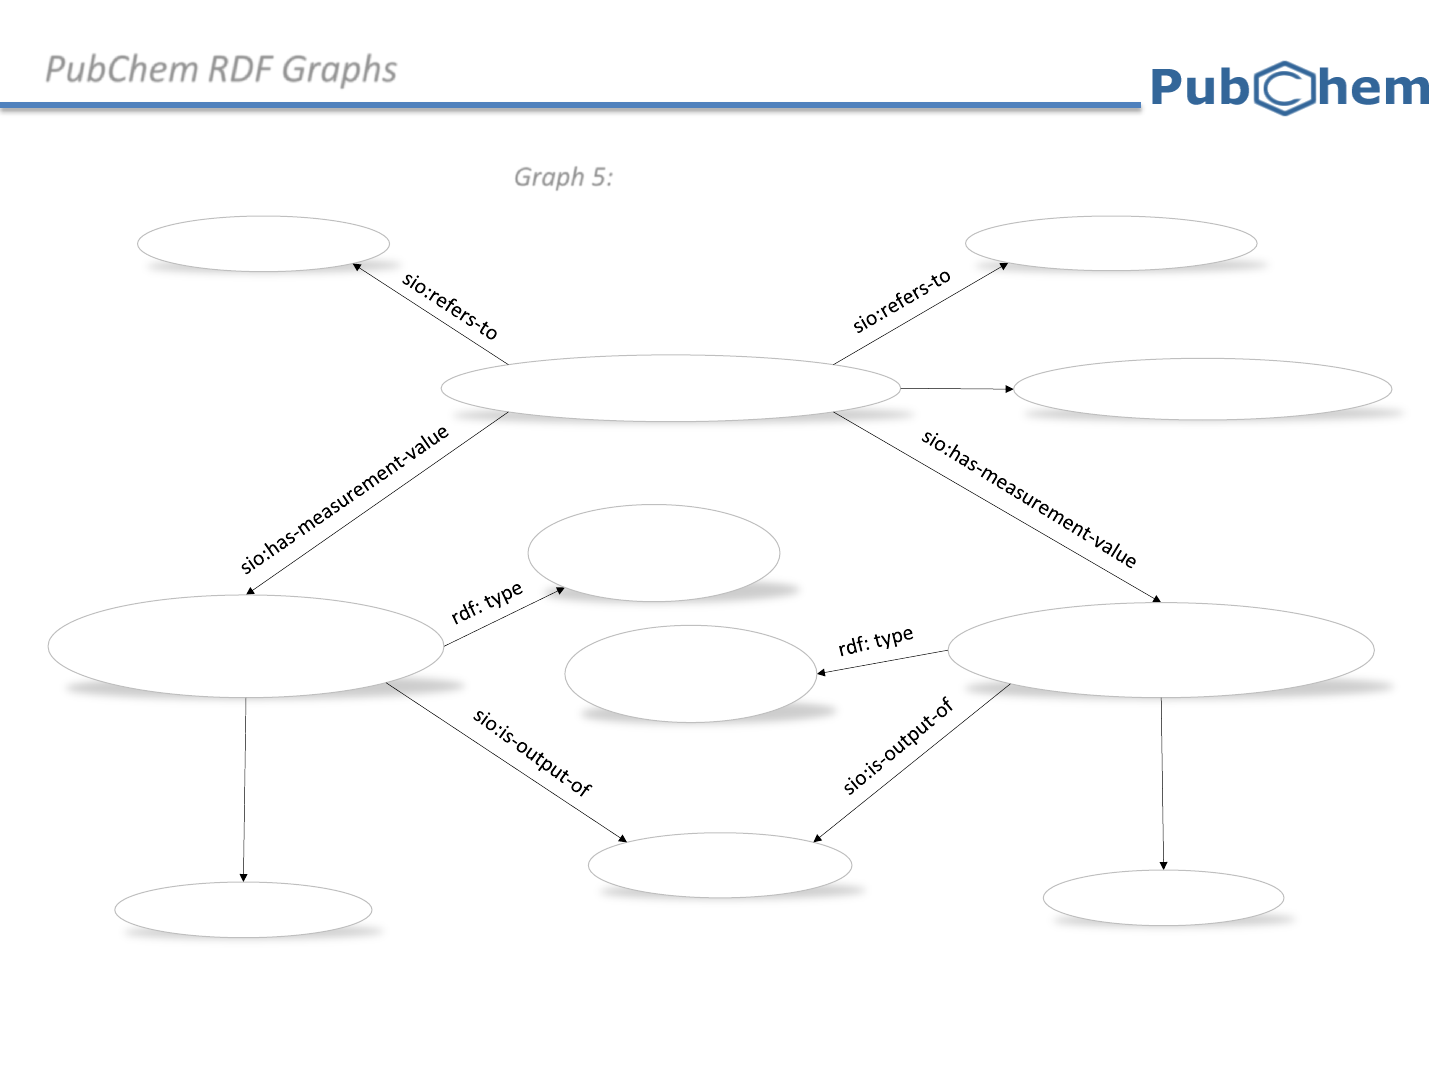 PubChem RDF Graphs
PubChem
Graph 5:
sio:refers-to
sio:refers-to
sio:has-measurement-value
sio:has-measurement-value
rdf: type
rdf: type
sio:is-output-of
sio:is-output-of